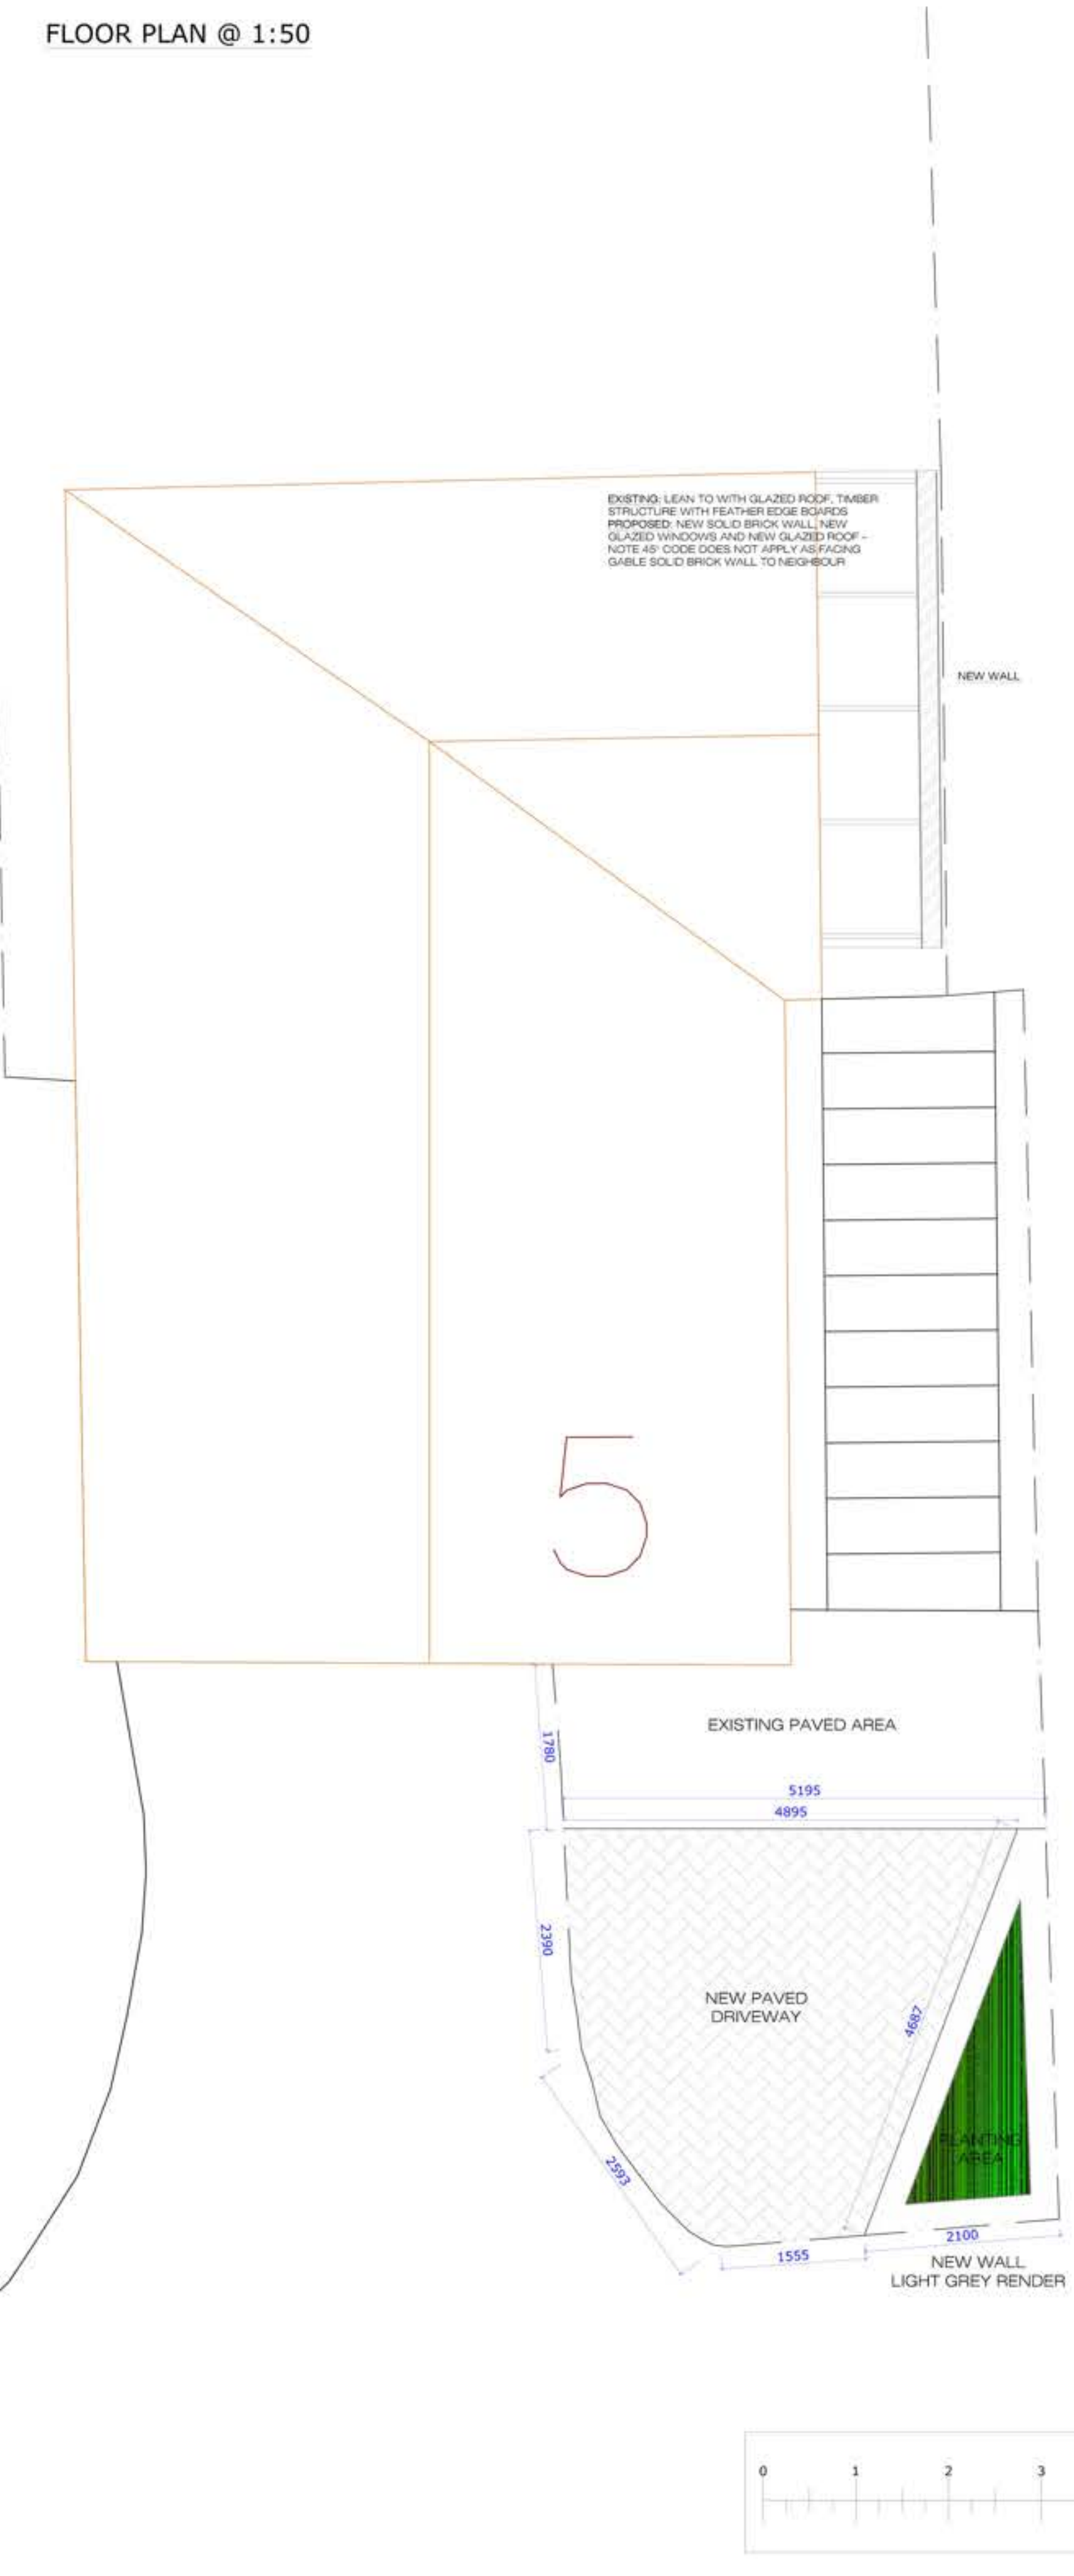 FLOOR PLAN @ 1:50
EXISTING: LEAN TO WITH GLAZED ROOF, TIMBER
STRUCTURE WITH FEATHER EDGE BOARDS
PROPOSED: NEW SOLID BRICK WALL, NEW
GLAZED WINDOWS AND NEW GLAZED ROOF -
NOTE 45° CODE DOES NOT APPLY AS FACING
GABLE SOLID BRICK WALL TO NEIGHBOUR
NEW WALL
5
EXISTING PAVED AREA
1780
5195
4895
2390
NEW PAVED
DRIVEWAY
4687
PLANTING
AREA
2593
1555
2100
NEW WALL
LIGHT GREY RENDER
0 1 2 3